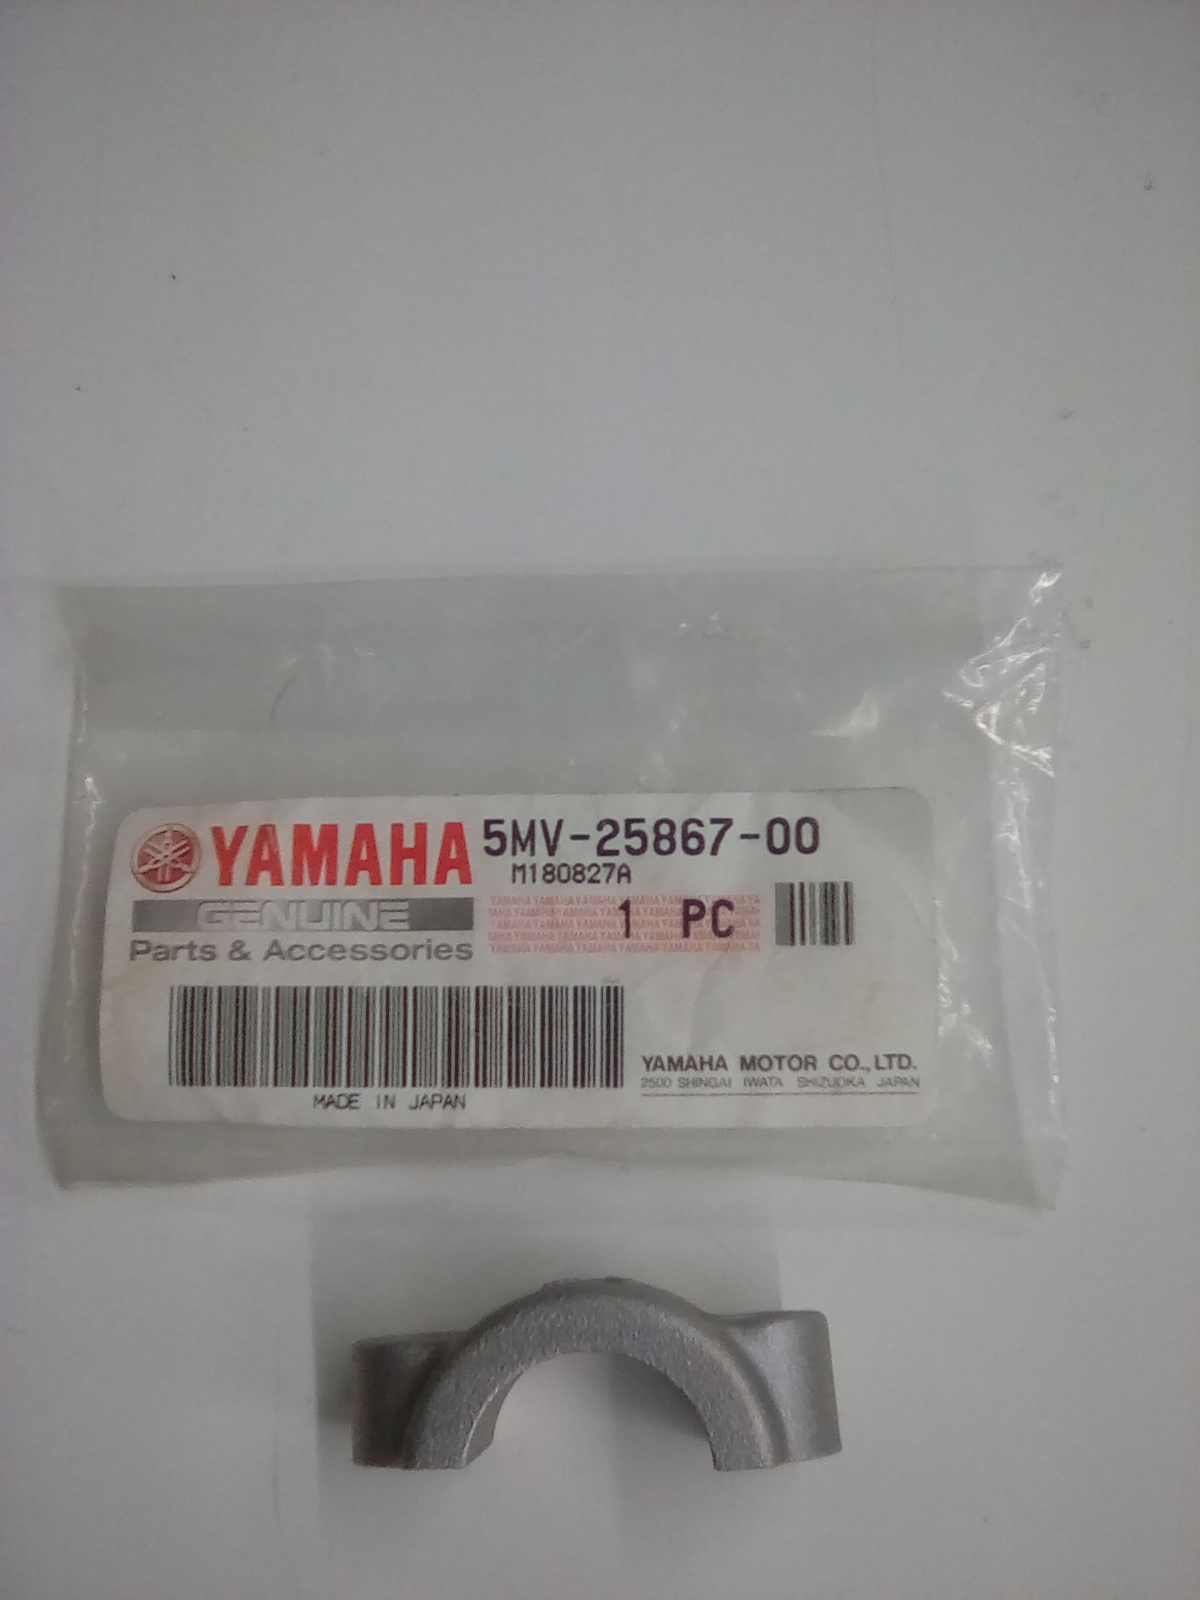 YAMAHA
5MV-25867-00
M180827A
GENUINE
1 PC
Parts & Accessories
YAMAHA MOTOR CO.,LTD.
2500 SHINGAI IWATA SHIZUOKA JAPAN
MADE IN JAPAN